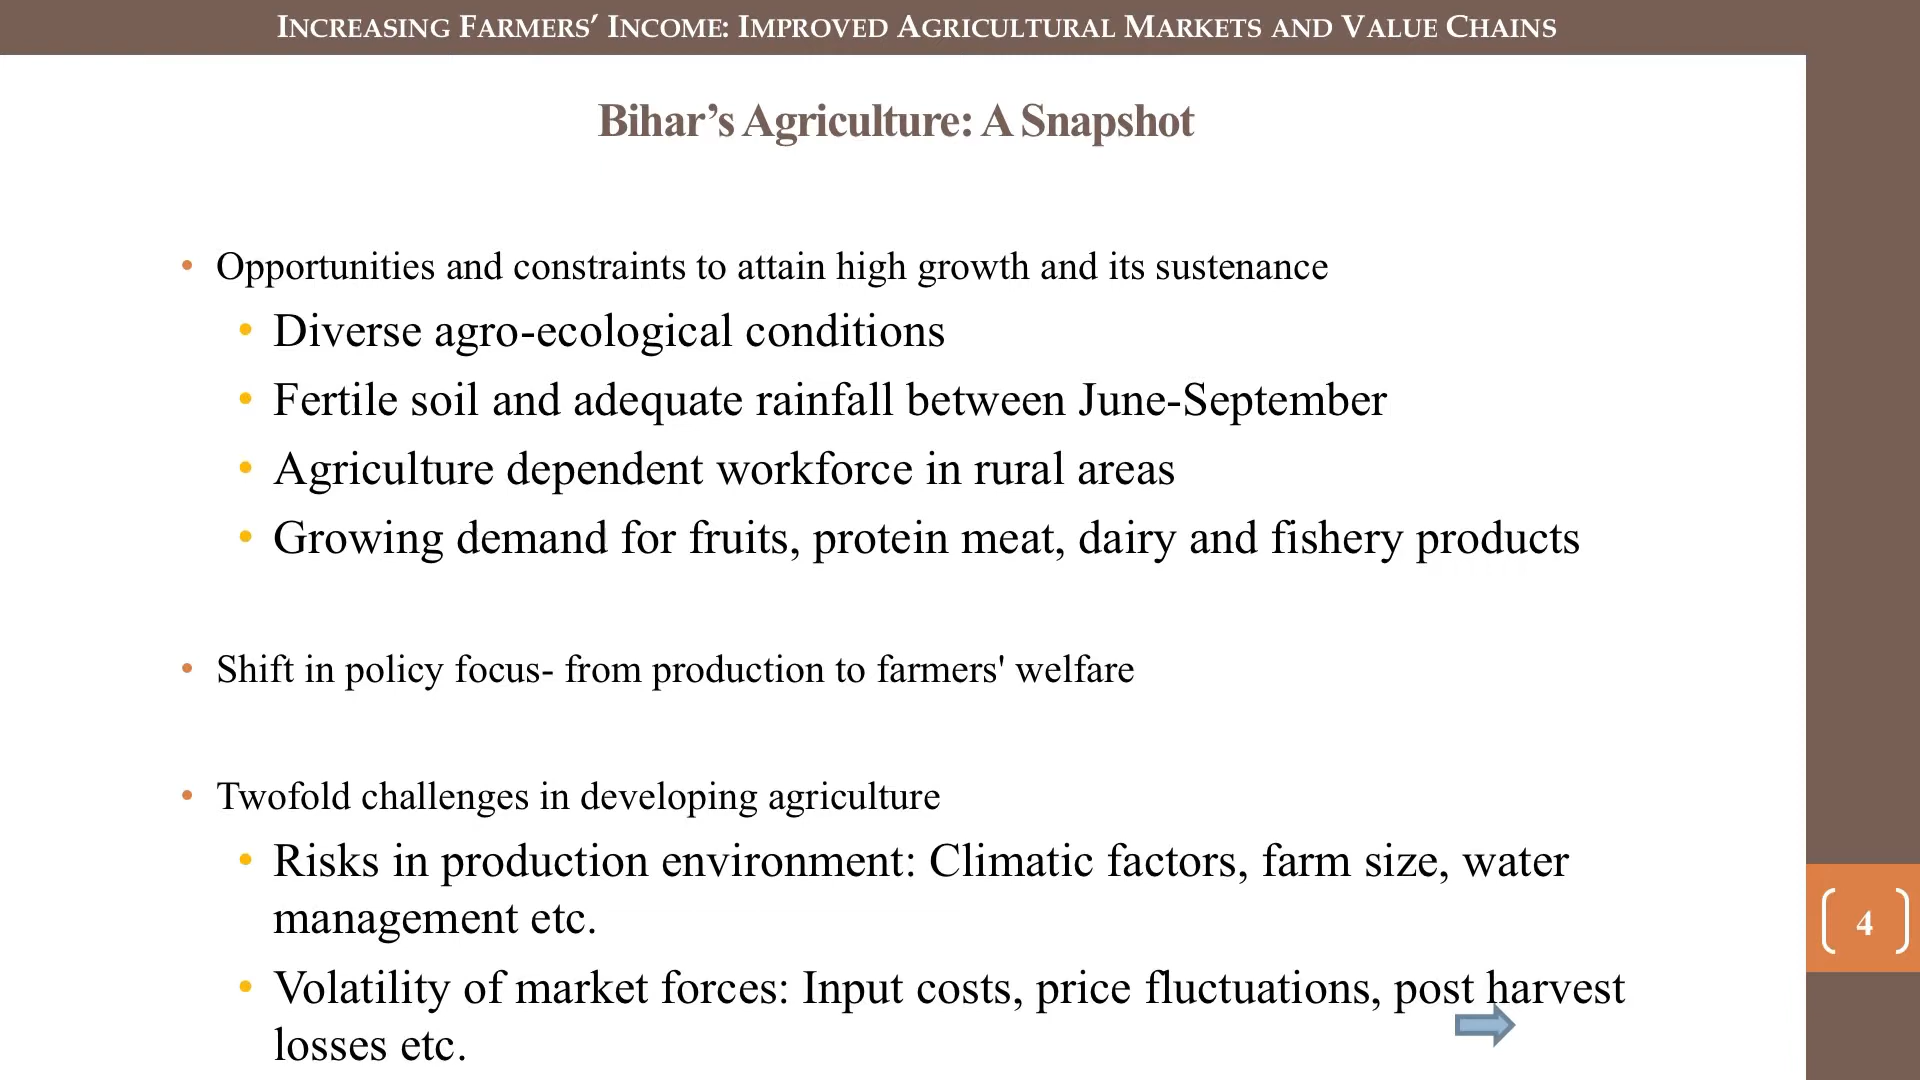 INCREASING FARMERS’ INCOME: IMPROVED AGRICULTURAL MARKETS AND VALUE CHAINS
Bihar’s Agriculture: A Snapshot
• Opportunities and constraints to attain high growth and its sustenance
• Diverse agro-ecological conditions
• Fertile soil and adequate rainfall between June-September
• Agriculture dependent workforce in rural areas
• Growing demand for fruits, protein meat, dairy and fishery products
• Shift in policy focus- from production to farmers' welfare
• Twofold challenges in developing agriculture
• Risks in production environment: Climatic factors, farm size, water
management etc.
• Volatility of market forces: Input costs, price fluctuations, post harvest
losses etc.
4